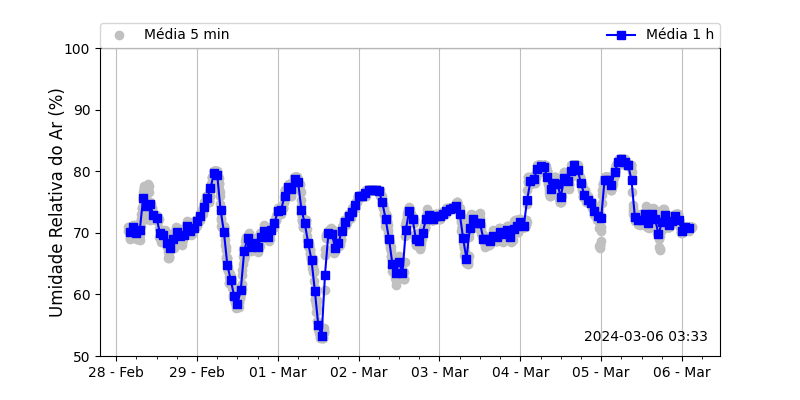 Média 5 min
Média 1 h
Umidade Relativa do Ar (%)
100
90
80
70
60
50
2024-03-06 03:33
28 - Feb
29 - Feb
01 - Mar
02 - Mar
03 - Mar
04 - Mar
05 - Mar
06 - Mar